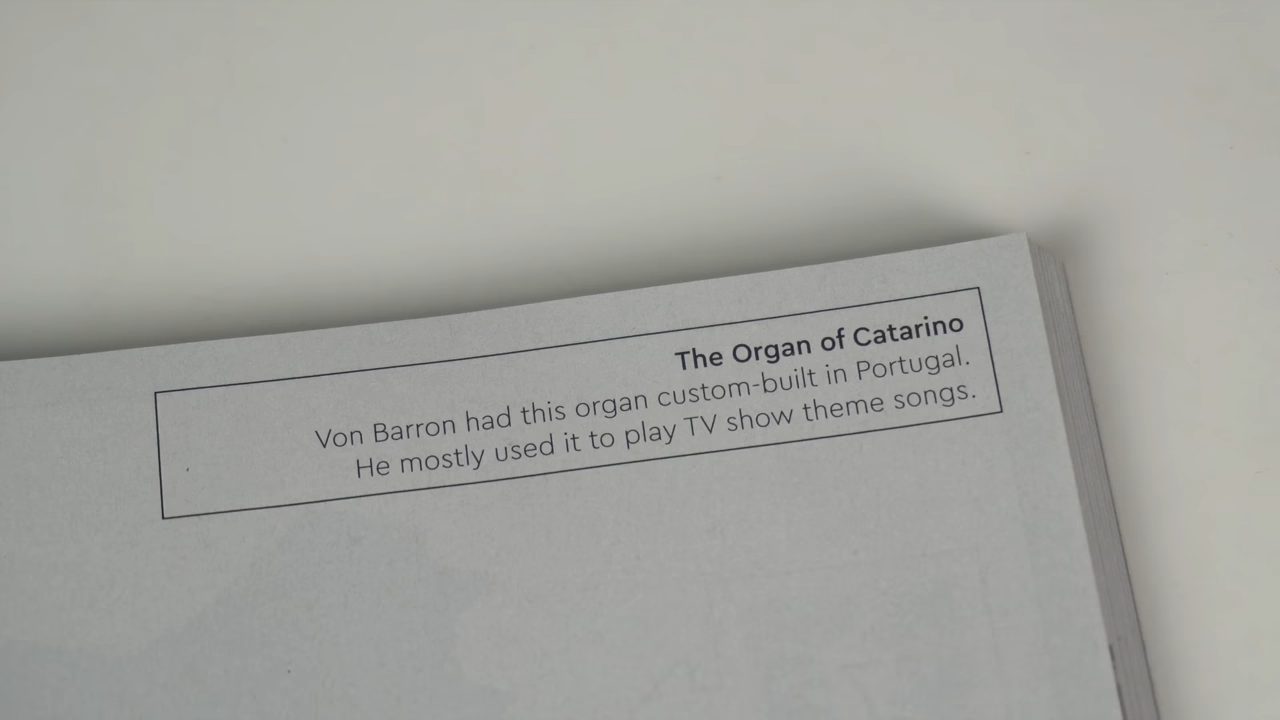 The Organ of Catarino
Von Barron had this organ custom-built in Portugal.
He mostly used it to play TV show theme songs.